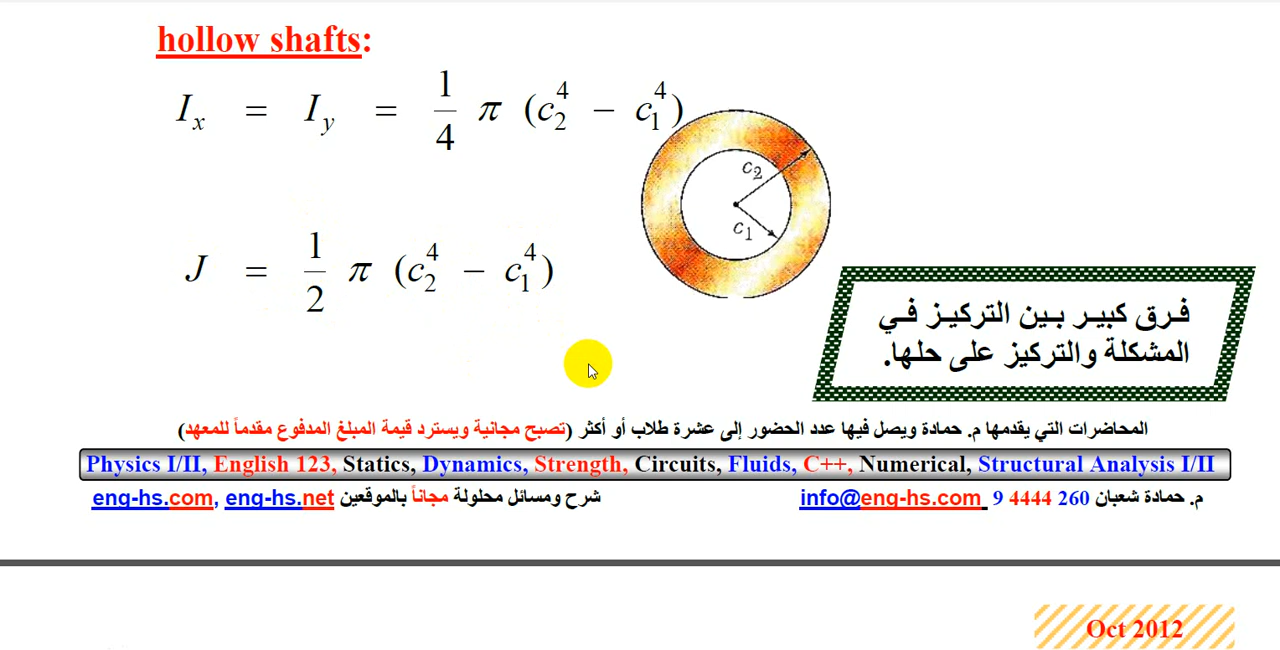 hollow shafts:
I_x = I_y = 1/4 π (c_2^4 − c_1^4)
c2
c1
J = 1/2 π (c_2^4 − c_1^4)
فرق كبير بين التركيز في
المشكلة والتركيز على حلها.
المحاضرات التي يقدمها م. حمادة ويصل فيها عدد الحضور إلى عشرة طلاب أو أكثر (تصبح مجانية ويسترد قيمة المبلغ المدفوع مقدماً للمعهد)
Physics I/II, English 123, Statics, Dynamics, Strength, Circuits, Fluids, C++, Numerical, Structural Analysis I/II
م. حمادة شعبان 260 4444 9 info@eng-hs.com شرح ومسائل محلولة مجاناً بالموقعين eng-hs.com, eng-hs.net
Oct 2012